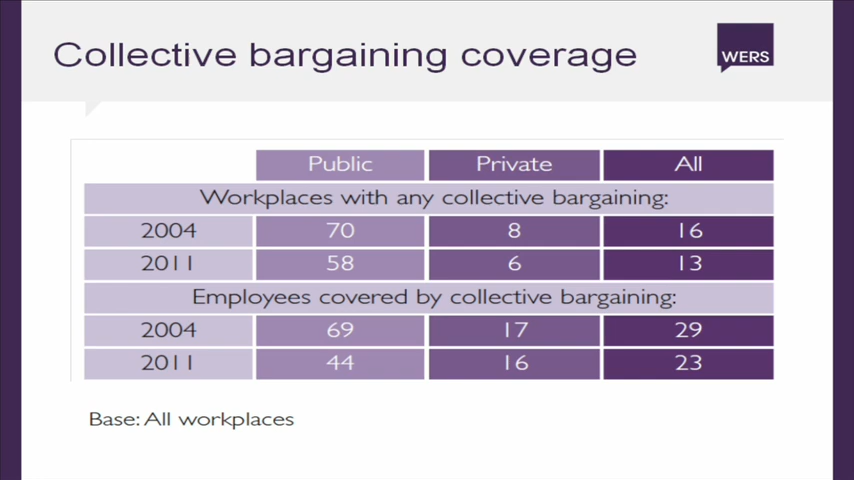 Collective bargaining coverage
WERS
Public Private All
Workplaces with any collective bargaining:
2004 70 8 16
2011 58 6 13
Employees covered by collective bargaining:
2004 69 17 29
2011 44 16 23
Base: All workplaces